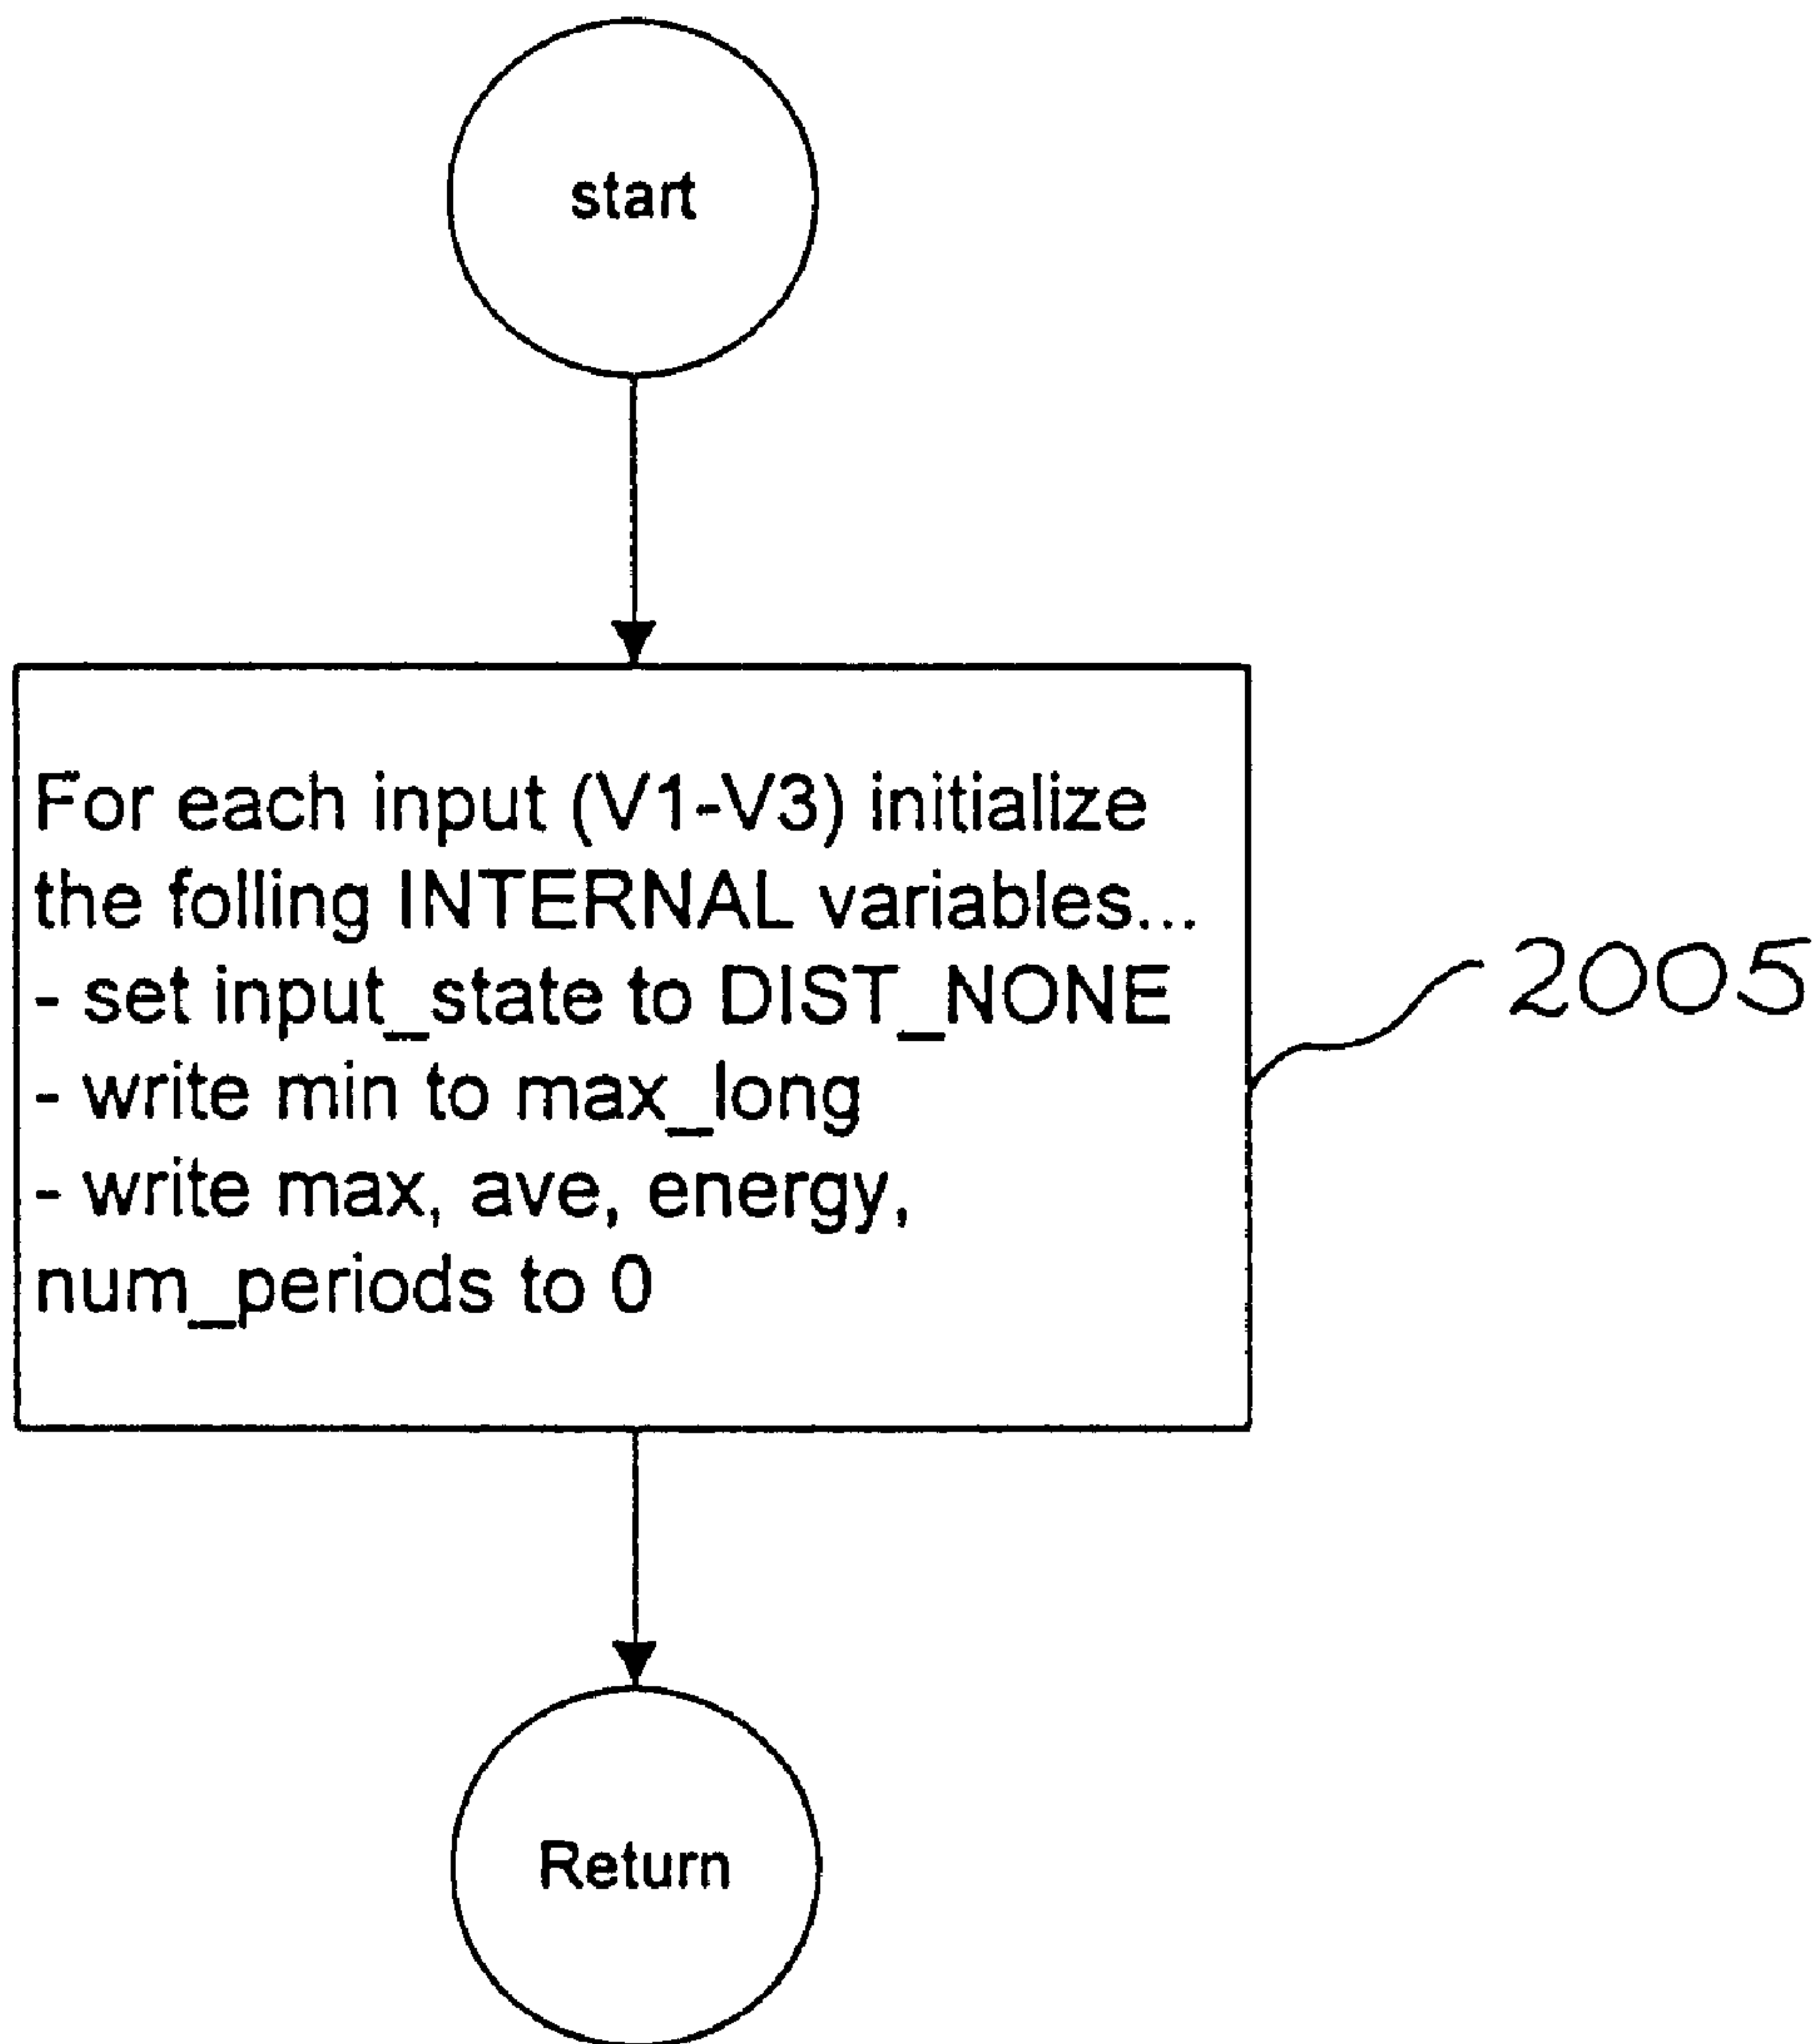 start
For each input (V1-V3) initialize
the folling INTERNAL variables...
- set input_state to DIST_NONE
- write min to max_long
- write max, ave, energy,
num_periods to 0
2005
Return